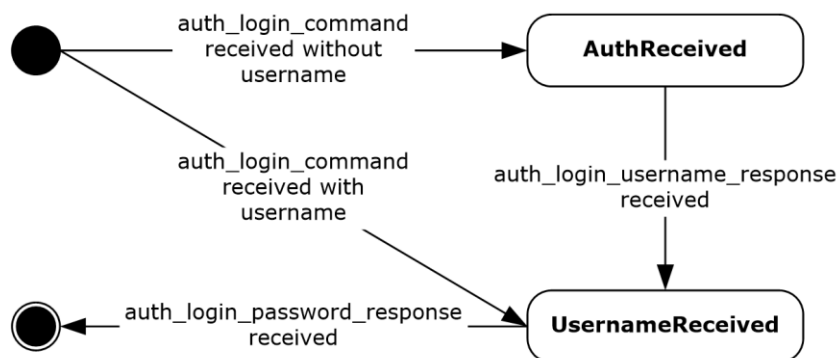 auth_login_command
received without
username
AuthReceived
auth_login_command
received with
username
auth_login_username_response
received
auth_login_password_response
received
UsernameReceived